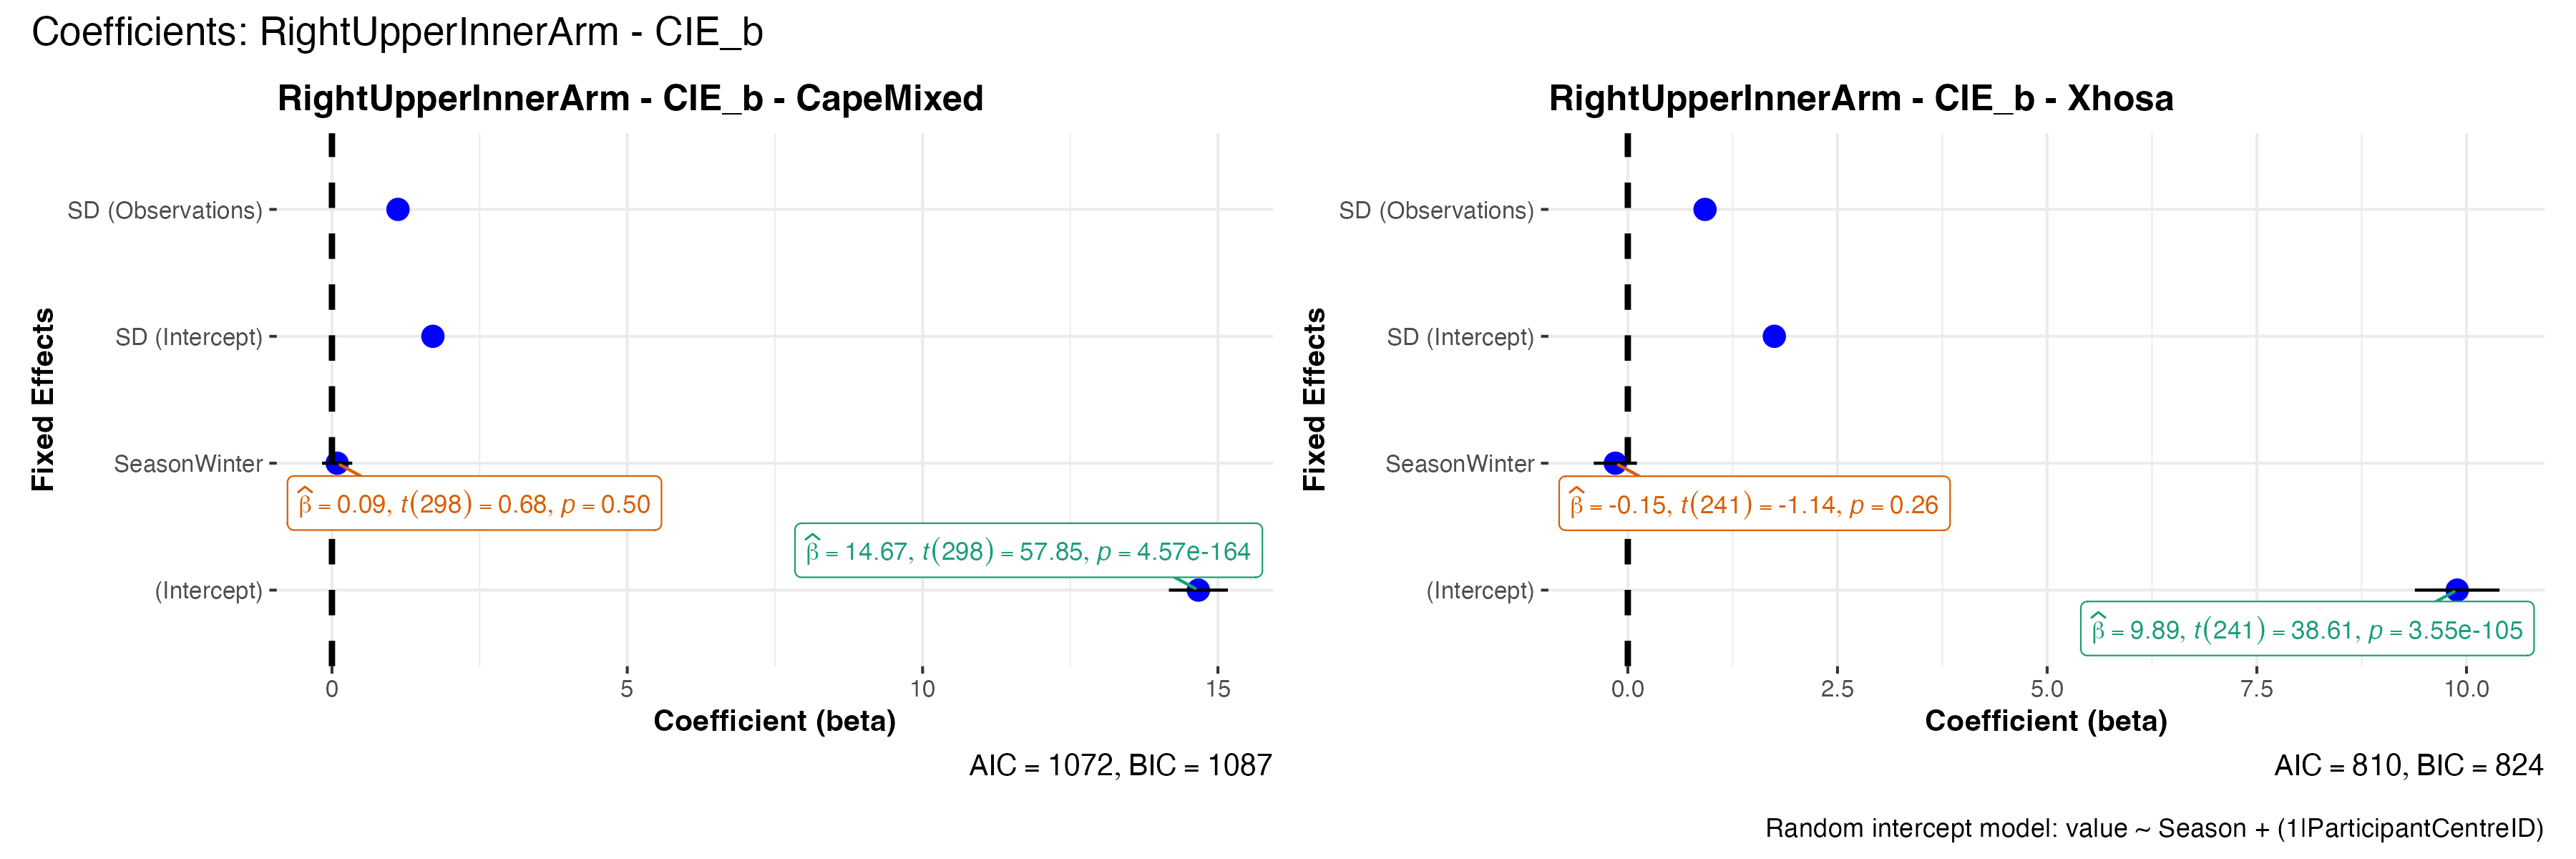 Coefficients: RightUpperInnerArm - CIE_b
RightUpperInnerArm - CIE_b - CapeMixed
Fixed Effects
SD (Observations)
SD (Intercept)
SeasonWinter
(Intercept)
β̂ = 0.09, t(298) = 0.68, p = 0.50
β̂ = 14.67, t(298) = 57.85, p = 4.57e-164
0 5 10 15
Coefficient (beta)
AIC = 1072, BIC = 1087
RightUpperInnerArm - CIE_b - Xhosa
Fixed Effects
SD (Observations)
SD (Intercept)
SeasonWinter
(Intercept)
β̂ = -0.15, t(241) = -1.14, p = 0.26
β̂ = 9.89, t(241) = 38.61, p = 3.55e-105
0.0 2.5 5.0 7.5 10.0
Coefficient (beta)
AIC = 810, BIC = 824
Random intercept model: value ~ Season + (1|ParticipantCentreID)